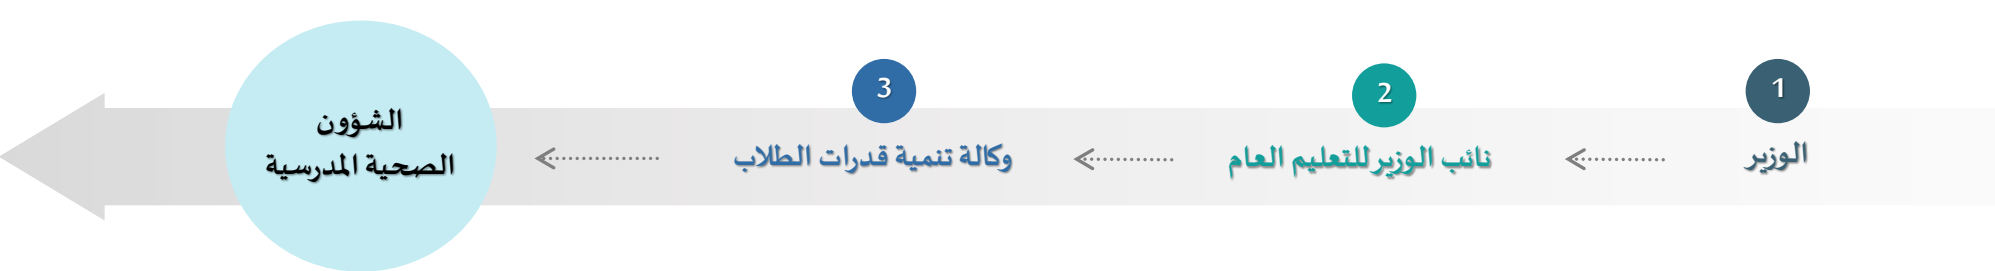 1
الوزير
2
نائب الوزير للتعليم العام
3
وكالة تنمية قدرات الطلاب
الشؤون
الصحية المدرسية